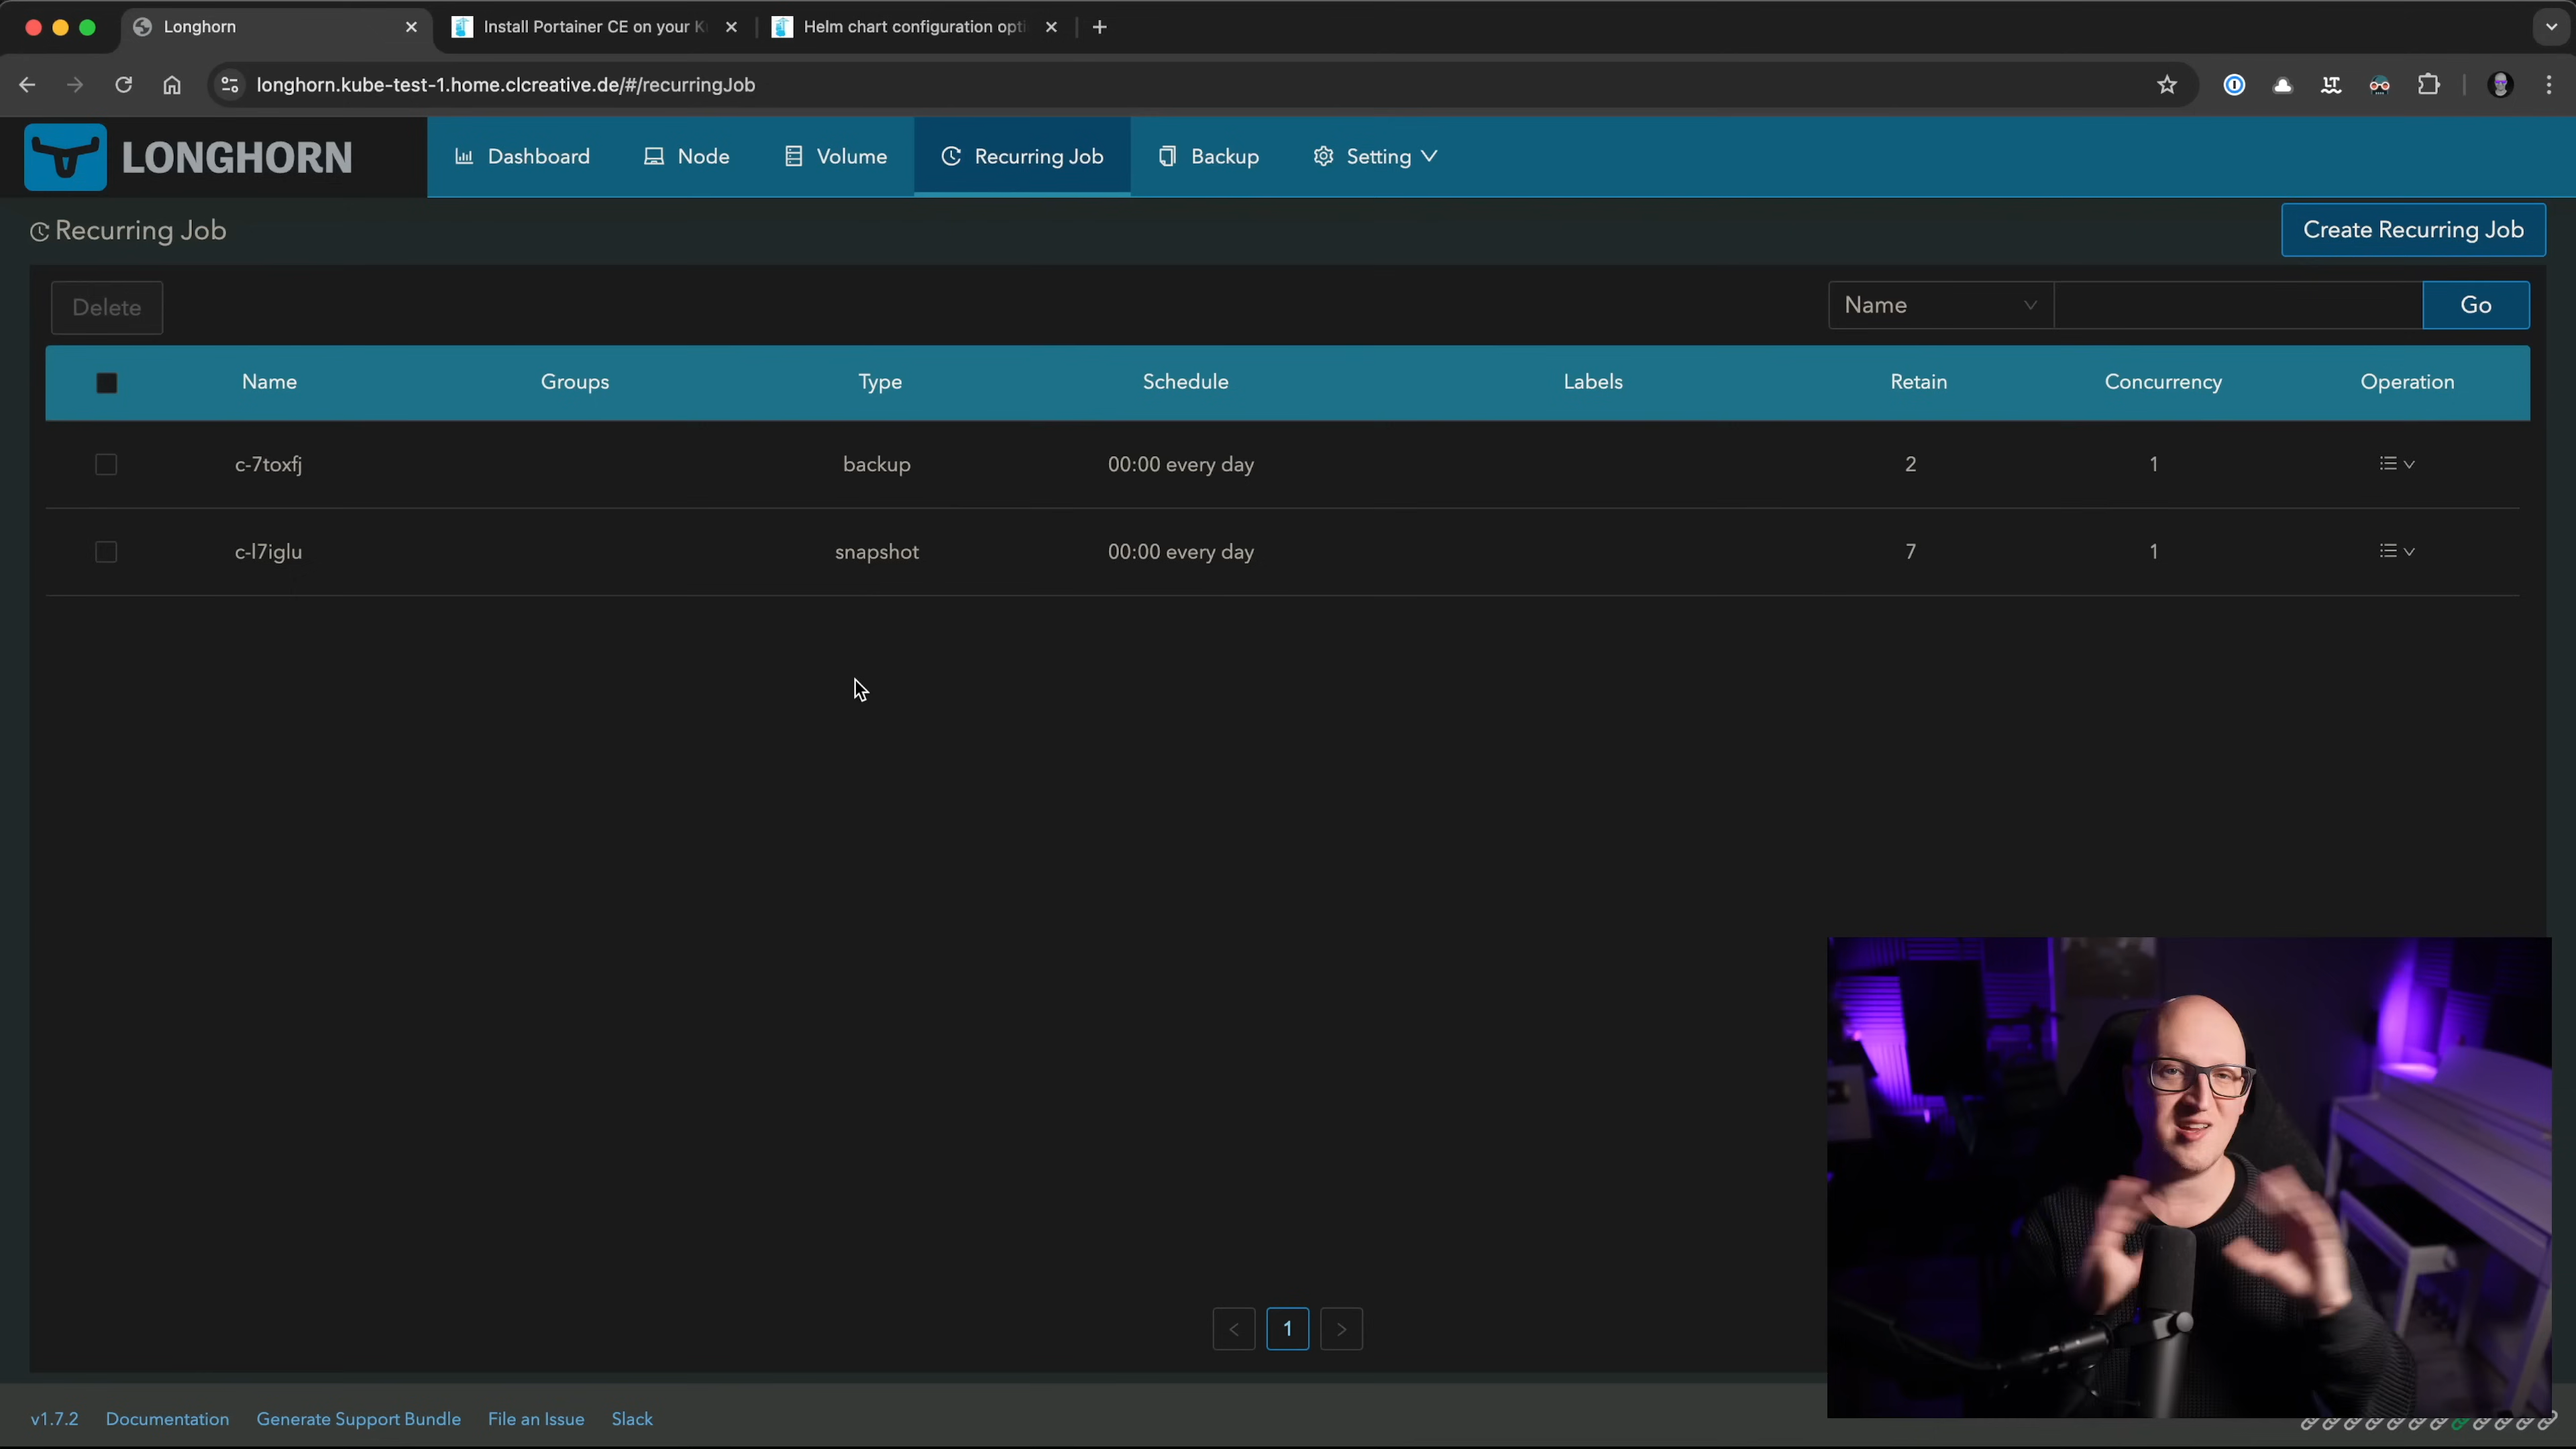 Longhorn
Install Portainer CE on your K
Helm chart configuration opti
longhorn.kube-test-1.home.clcreative.de/#/recurringJob
LONGHORN
Dashboard
Node
Volume
Recurring Job
Backup
Setting
Recurring Job
Create Recurring Job
Delete
Name
Go
Name Groups Type Schedule Labels Retain Concurrency Operation
c-7toxfj backup 00:00 every day 2 1
c-l7iglu snapshot 00:00 every day 7 1
< 1 >
v1.7.2 Documentation Generate Support Bundle File an Issue Slack